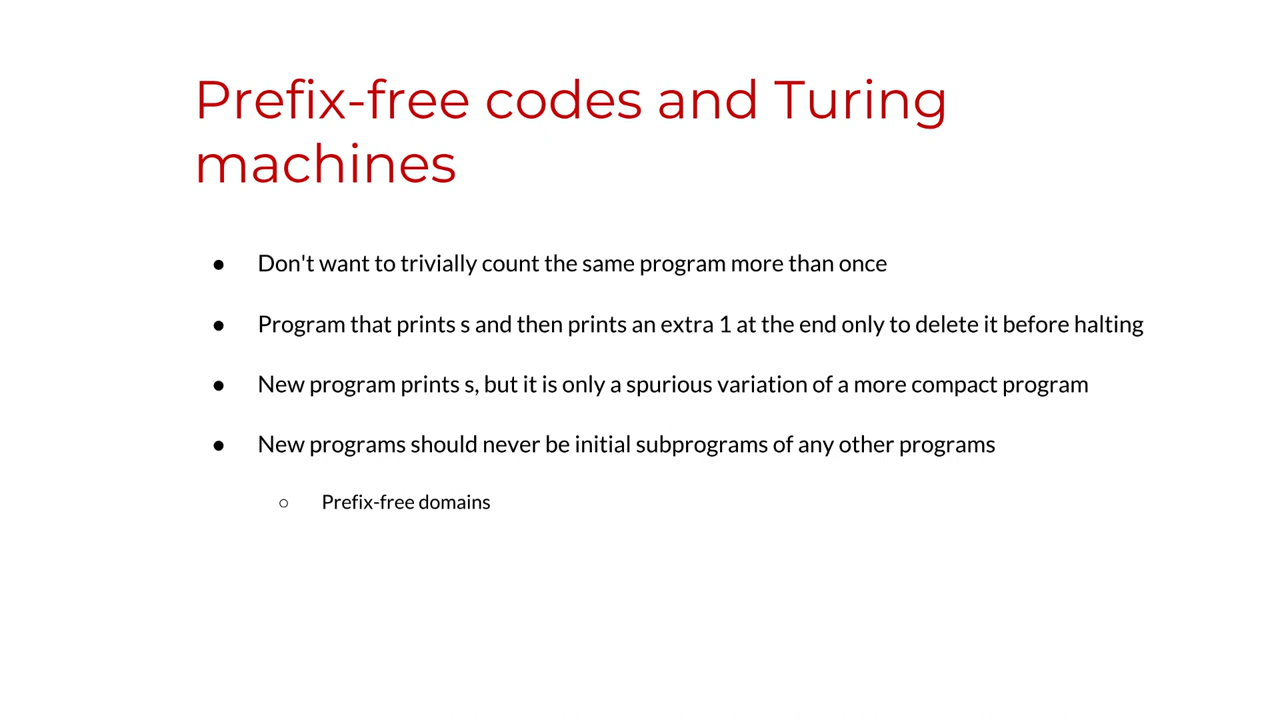 Prefix-free codes and Turing
machines
● Don't want to trivially count the same program more than once
● Program that prints s and then prints an extra 1 at the end only to delete it before halting
● New program prints s, but it is only a spurious variation of a more compact program
● New programs should never be initial subprograms of any other programs
○ Prefix-free domains